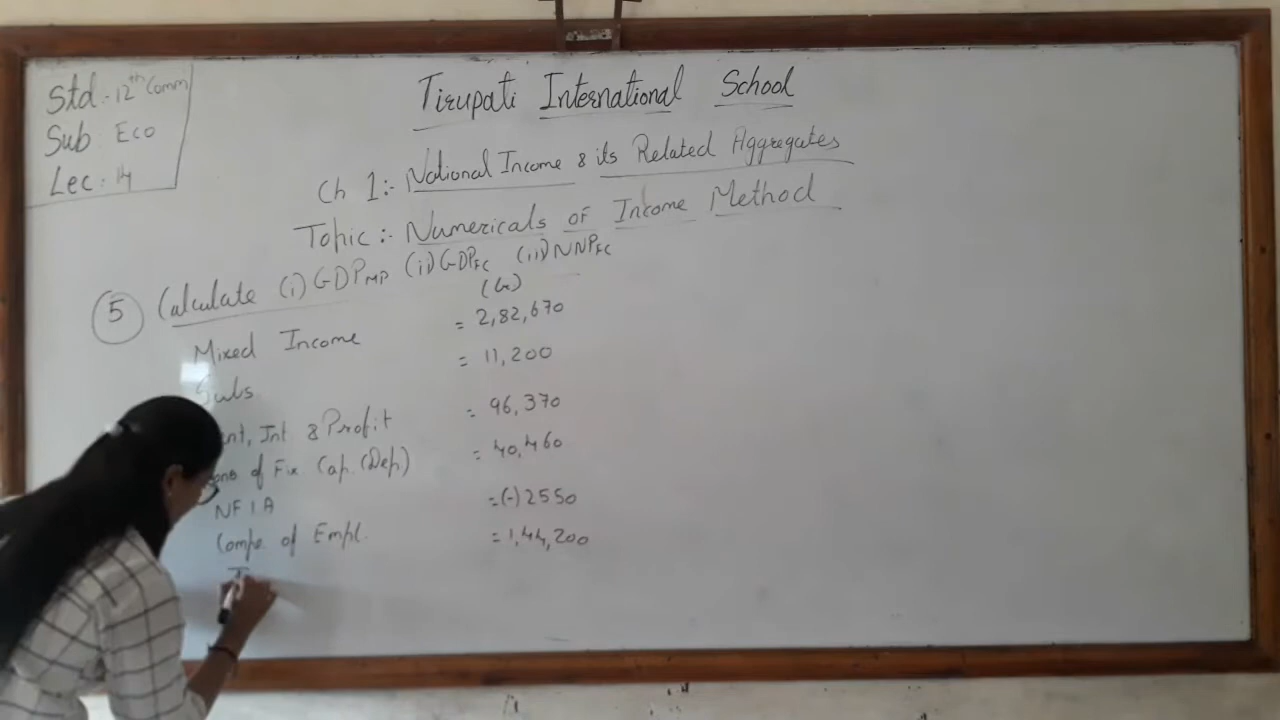 Std:- 12th Comm
Sub: Eco
Lec: 14
Tirupati International School
Ch 1:- National Income & its Related Aggregates
Topic:- Numericals of Income Method
5 Calculate (i) GDPMP (ii) GDPFC (iii) NNPFC
Mixed Income = 2,82,670
Subs = 11,200
Int & Profit = 96,370
of Fix Cap. (Dep) = 40,460
NFIA = (-) 2550
Compe. of Empl. = 1,44,200